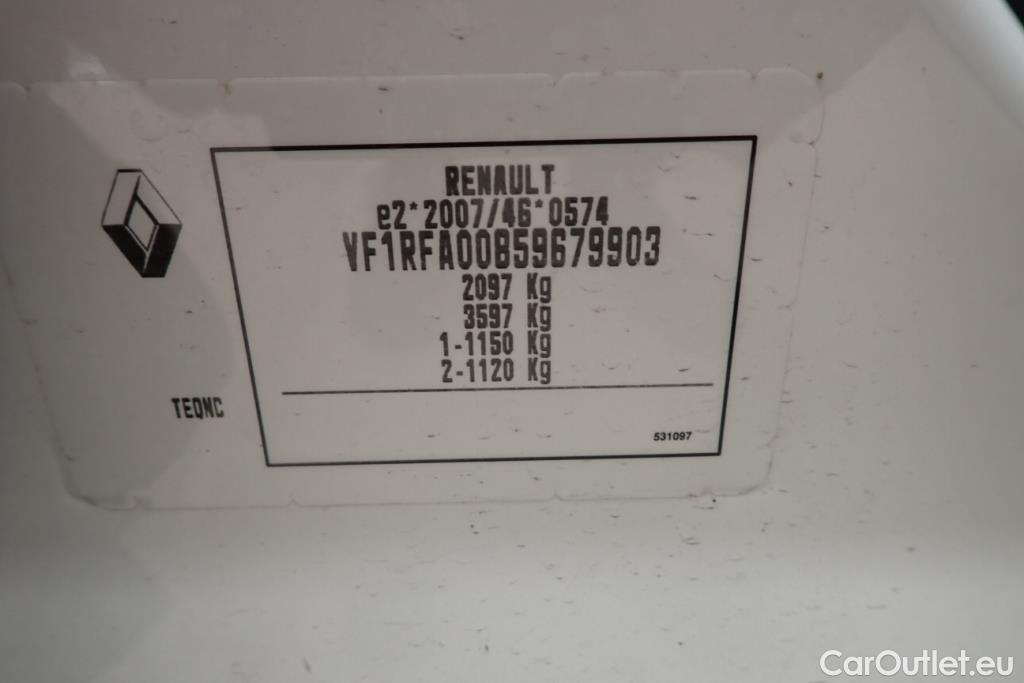 RENAULT
e2*2007/46*0574
VF1RFA00859679903
2097 Kg
3597 Kg
1-1150 Kg
2-1120 Kg
TEQNC
531097
CarOutlet.eu